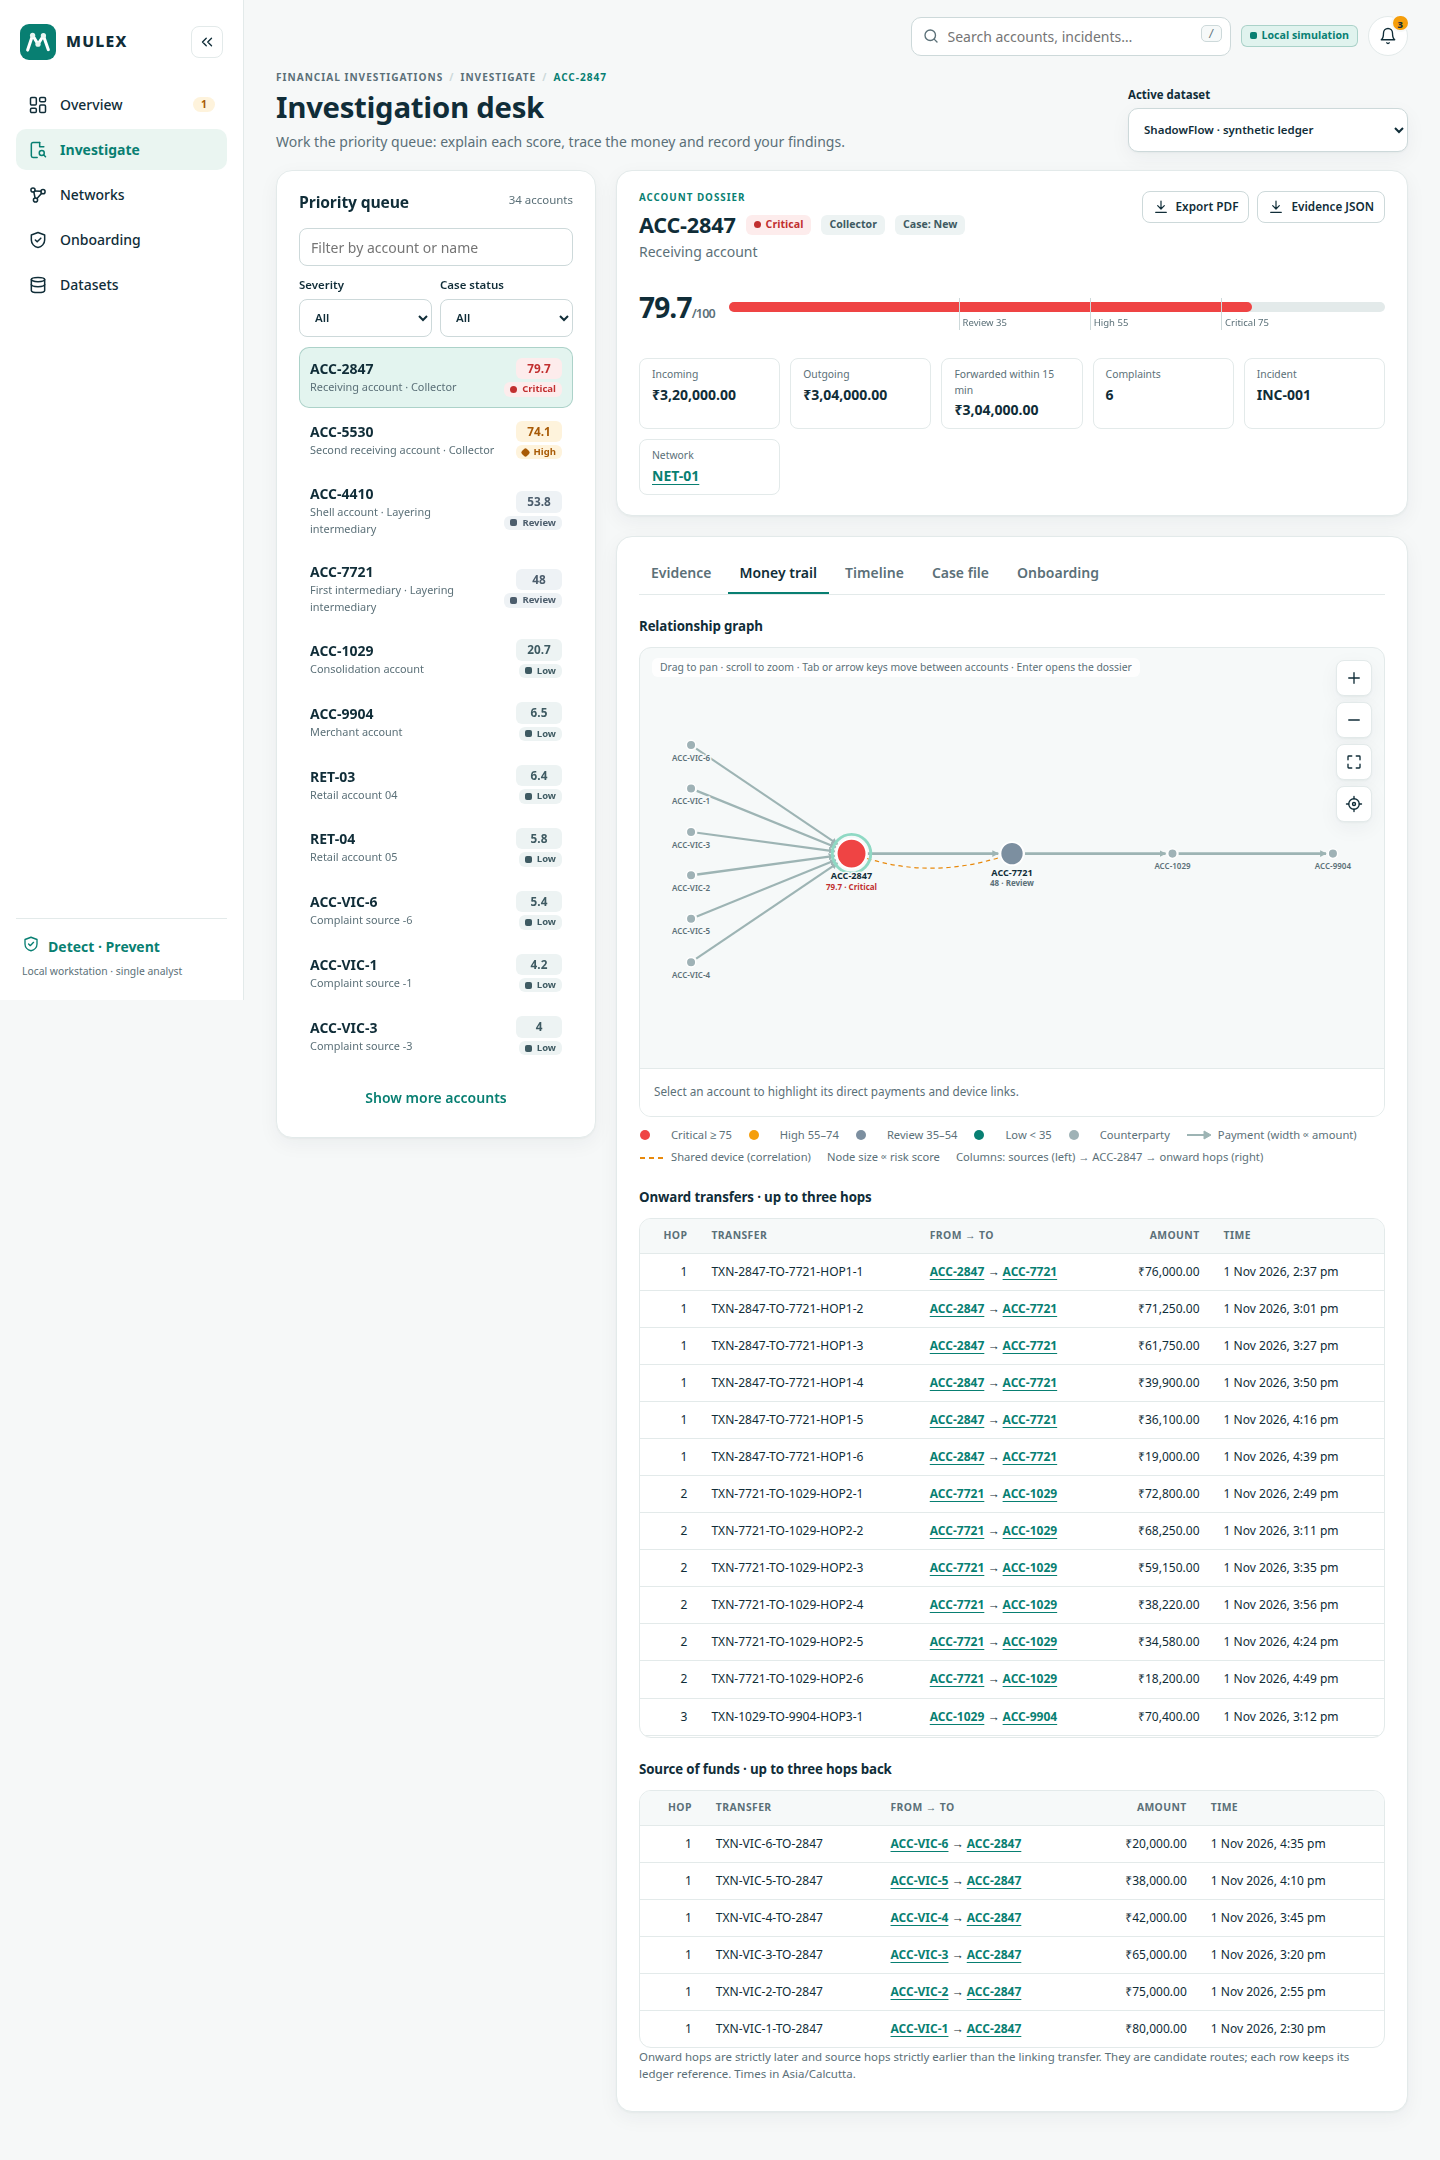 MULEX
Overview 1
Investigate
Networks
Onboarding
Datasets
Detect · Prevent
Local workstation · single analyst
Search accounts, incidents...
/
Local simulation
3
FINANCIAL INVESTIGATIONS / INVESTIGATE / ACC-2847
Investigation desk
Work the priority queue: explain each score, trace the money and record your findings.
Active dataset
ShadowFlow · synthetic ledger
Priority queue 34 accounts
Filter by account or name
Severity Case status
All All
ACC-2847 79.7
Receiving account · Collector Critical
ACC-5530 74.1
Second receiving account · Collector High
ACC-4410 53.8
Shell account · Layering
intermediary Review
ACC-7721 48
First intermediary · Layering
intermediary Review
ACC-1029 20.7
Consolidation account Low
ACC-9904 6.5
Merchant account Low
RET-03 6.4
Retail account 04 Low
RET-04 5.8
Retail account 05 Low
ACC-VIC-6 5.4
Complaint source -6 Low
ACC-VIC-1 4.2
Complaint source -1 Low
ACC-VIC-3 4
Complaint source -3 Low
Show more accounts
ACCOUNT DOSSIER
ACC-2847 Critical Collector Case: New
Receiving account
Export PDF Evidence JSON
79.7/100
Review 35 High 55 Critical 75
Incoming
₹3,20,000.00
Outgoing
₹3,04,000.00
Forwarded within 15
min
₹3,04,000.00
Complaints
6
Incident
INC-001
Network
NET-01
Evidence Money trail Timeline Case file Onboarding
Relationship graph
Drag to pan · scroll to zoom · Tab or arrow keys move between accounts · Enter opens the dossier
ACC-VIC-6
ACC-VIC-1
ACC-VIC-3
ACC-VIC-2
ACC-VIC-5
ACC-VIC-4
ACC-2847
79.7 · Critical
ACC-7721
48 · Review
ACC-1029
ACC-9904
Select an account to highlight its direct payments and device links.
Critical ≥ 75 High 55–74 Review 35–54 Low < 35 Counterparty Payment (width ∝ amount)
Shared device (correlation) Node size ∝ risk score Columns: sources (left) → ACC-2847 → onward hops (right)
Onward transfers · up to three hops
HOP TRANSFER FROM → TO AMOUNT TIME
1 TXN-2847-TO-7721-HOP1-1 ACC-2847 → ACC-7721 ₹76,000.00 1 Nov 2026, 2:37 pm
1 TXN-2847-TO-7721-HOP1-2 ACC-2847 → ACC-7721 ₹71,250.00 1 Nov 2026, 3:01 pm
1 TXN-2847-TO-7721-HOP1-3 ACC-2847 → ACC-7721 ₹61,750.00 1 Nov 2026, 3:27 pm
1 TXN-2847-TO-7721-HOP1-4 ACC-2847 → ACC-7721 ₹39,900.00 1 Nov 2026, 3:50 pm
1 TXN-2847-TO-7721-HOP1-5 ACC-2847 → ACC-7721 ₹36,100.00 1 Nov 2026, 4:16 pm
1 TXN-2847-TO-7721-HOP1-6 ACC-2847 → ACC-7721 ₹19,000.00 1 Nov 2026, 4:39 pm
2 TXN-7721-TO-1029-HOP2-1 ACC-7721 → ACC-1029 ₹72,800.00 1 Nov 2026, 2:49 pm
2 TXN-7721-TO-1029-HOP2-2 ACC-7721 → ACC-1029 ₹68,250.00 1 Nov 2026, 3:11 pm
2 TXN-7721-TO-1029-HOP2-3 ACC-7721 → ACC-1029 ₹59,150.00 1 Nov 2026, 3:35 pm
2 TXN-7721-TO-1029-HOP2-4 ACC-7721 → ACC-1029 ₹38,220.00 1 Nov 2026, 3:56 pm
2 TXN-7721-TO-1029-HOP2-5 ACC-7721 → ACC-1029 ₹34,580.00 1 Nov 2026, 4:24 pm
2 TXN-7721-TO-1029-HOP2-6 ACC-7721 → ACC-1029 ₹18,200.00 1 Nov 2026, 4:49 pm
3 TXN-1029-TO-9904-HOP3-1 ACC-1029 → ACC-9904 ₹70,400.00 1 Nov 2026, 3:12 pm
Source of funds · up to three hops back
HOP TRANSFER FROM → TO AMOUNT TIME
1 TXN-VIC-6-TO-2847 ACC-VIC-6 → ACC-2847 ₹20,000.00 1 Nov 2026, 4:35 pm
1 TXN-VIC-5-TO-2847 ACC-VIC-5 → ACC-2847 ₹38,000.00 1 Nov 2026, 4:10 pm
1 TXN-VIC-4-TO-2847 ACC-VIC-4 → ACC-2847 ₹42,000.00 1 Nov 2026, 3:45 pm
1 TXN-VIC-3-TO-2847 ACC-VIC-3 → ACC-2847 ₹65,000.00 1 Nov 2026, 3:20 pm
1 TXN-VIC-2-TO-2847 ACC-VIC-2 → ACC-2847 ₹75,000.00 1 Nov 2026, 2:55 pm
1 TXN-VIC-1-TO-2847 ACC-VIC-1 → ACC-2847 ₹80,000.00 1 Nov 2026, 2:30 pm
Onward hops are strictly later and source hops strictly earlier than the linking transfer. They are candidate routes; each row keeps its
ledger reference. Times in Asia/Calcutta.